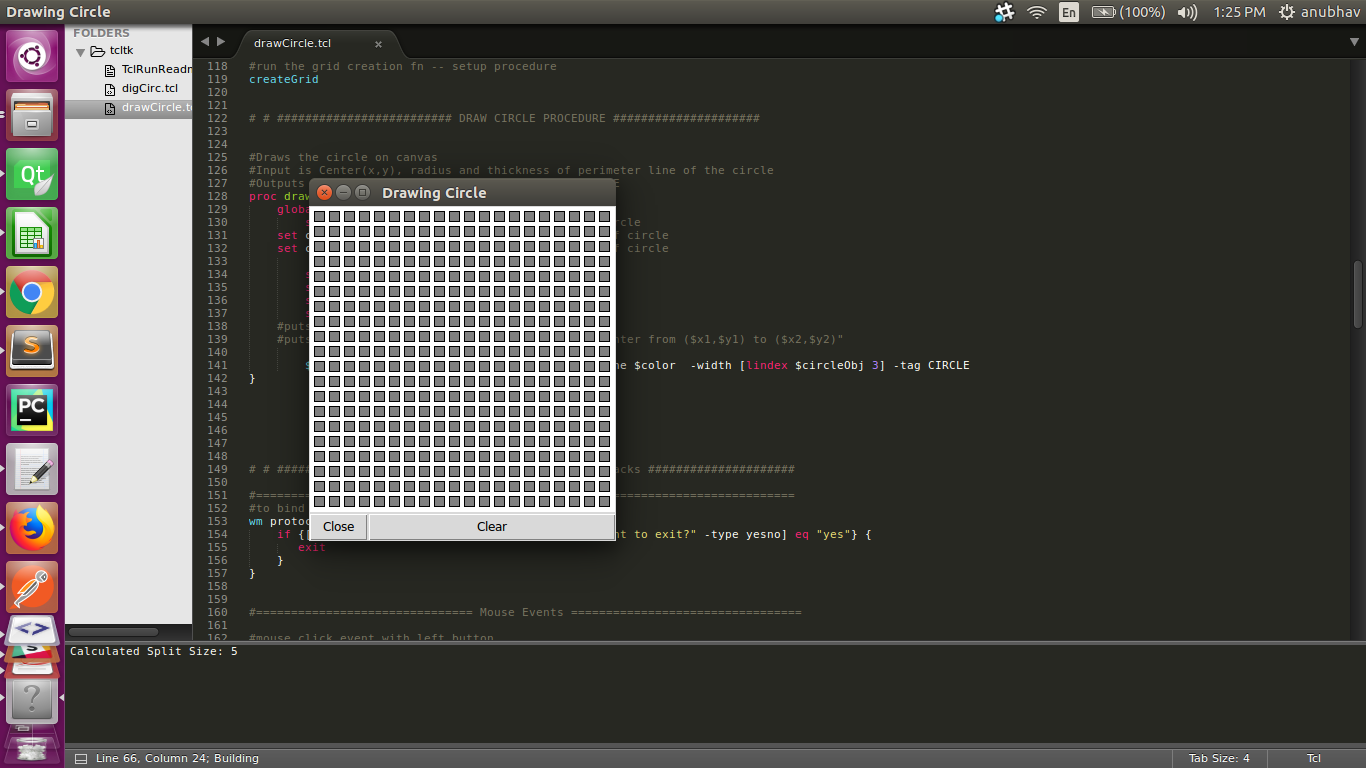 Drawing Circle
En
(100%)
1:25 PM
anubhav
FOLDERS
tcltk
TclRunReadm
digCirc.tcl
drawCircle.tc
drawCircle.tcl
118 #run the grid creation fn -- setup procedure
119 createGrid
120
121
122 # # ######################### DRAW CIRCLE PROCEDURE #####################
123
124
125 #Draws the circle on canvas
126 #Input is Center(x,y), radius and thickness of perimeter line of the circle
127 #Outputs
128 proc draw
129 globa
130 rcle
131 set c f circle
132 set c f circle
133
134 s
135 s
136 s
137 s
138 #puts
139 #puts nter from ($x1,$y1) to ($x2,$y2)"
140
141 $ ne $color -width [lindex $circleObj 3] -tag CIRCLE
142 }
143
144
145
146
147
148
149 # # #### acks #####################
150
151 #========
152 #to bind
153 wm protoc
154 if {[ nt to exit?" -type yesno] eq "yes"} {
155 exit
156 }
157 }
158
159
160 #=============================== Mouse Events =================================
161
162 #mouse click event with left button
Drawing Circle
Close
Clear
Qt
S
PC
Calculated Split Size: 5
Line 66, Column 24; Building
Tab Size: 4
Tcl